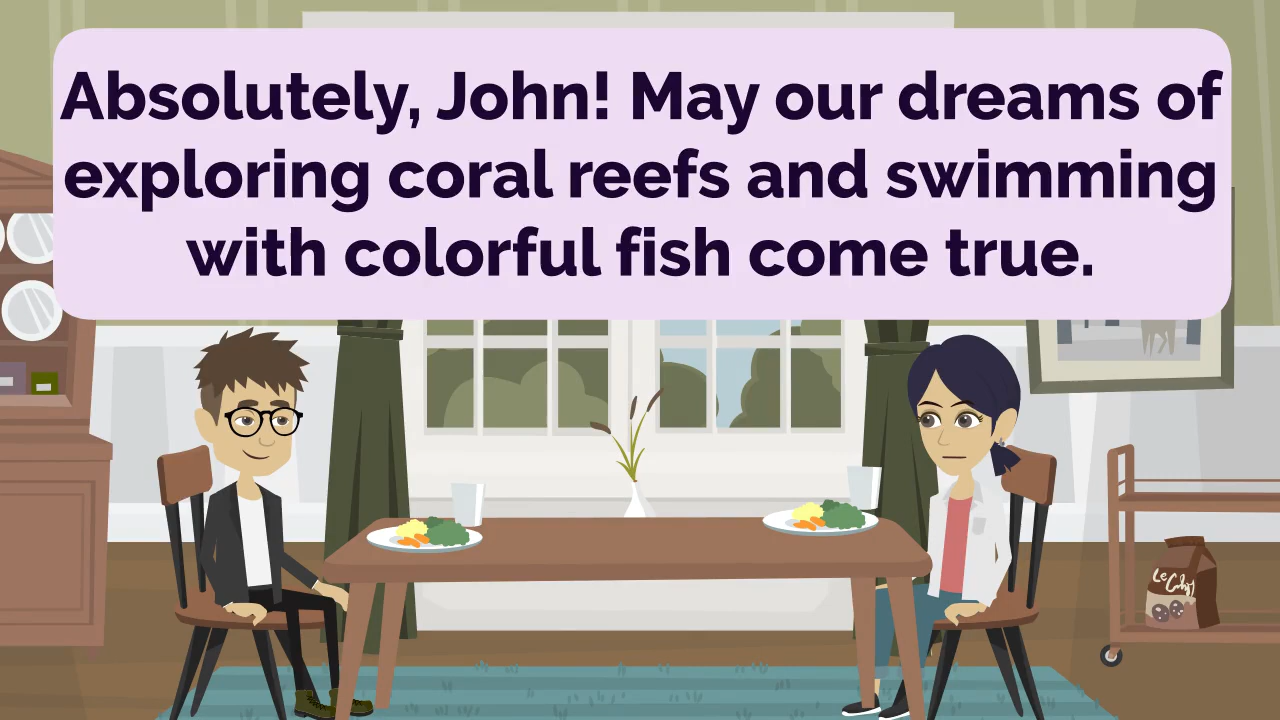 Absolutely, John! May our dreams of
exploring coral reefs and swimming
with colorful fish come true.